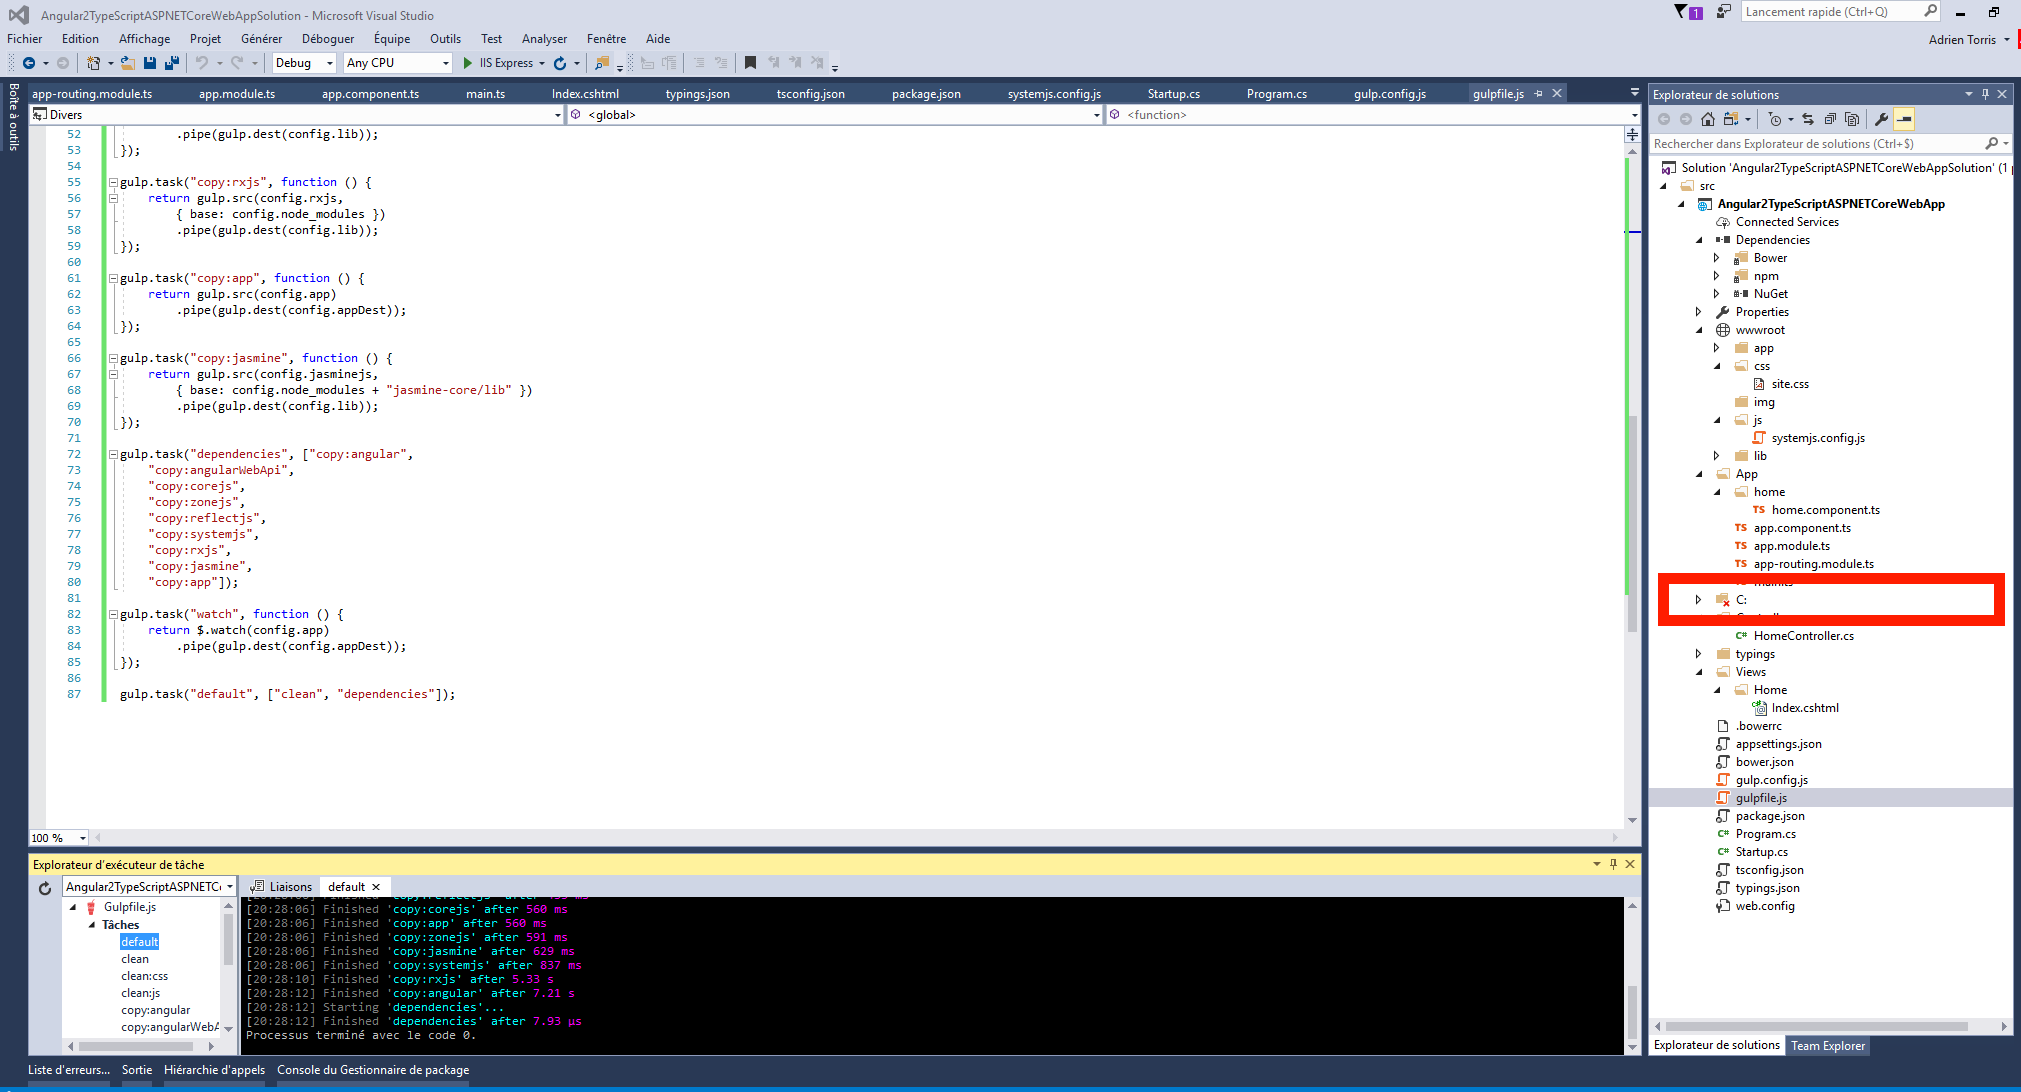 Angular2TypeScriptASPNETCoreWebAppSolution - Microsoft Visual Studio
1
Lancement rapide (Ctrl+Q)
Fichier Edition Affichage Projet Générer Déboguer Équipe Outils Test Analyser Fenêtre Aide
Adrien Torris
Debug Any CPU IIS Express
Boîte à outils
app-routing.module.ts app.module.ts app.component.ts main.ts Index.cshtml typings.json tsconfig.json package.json systemjs.config.js Startup.cs Program.cs gulp.config.js gulpfile.js
Divers <global> <function>
52 .pipe(gulp.dest(config.lib));
53 });
54
55 gulp.task("copy:rxjs", function () {
56 return gulp.src(config.rxjs,
57 { base: config.node_modules })
58 .pipe(gulp.dest(config.lib));
59 });
60
61 gulp.task("copy:app", function () {
62 return gulp.src(config.app)
63 .pipe(gulp.dest(config.appDest));
64 });
65
66 gulp.task("copy:jasmine", function () {
67 return gulp.src(config.jasminejs,
68 { base: config.node_modules + "jasmine-core/lib" })
69 .pipe(gulp.dest(config.lib));
70 });
71
72 gulp.task("dependencies", ["copy:angular",
73 "copy:angularWebApi",
74 "copy:corejs",
75 "copy:zonejs",
76 "copy:reflectjs",
77 "copy:systemjs",
78 "copy:rxjs",
79 "copy:jasmine",
80 "copy:app"]);
81
82 gulp.task("watch", function () {
83 return $.watch(config.app)
84 .pipe(gulp.dest(config.appDest));
85 });
86
87 gulp.task("default", ["clean", "dependencies"]);
100 %
Explorateur d'exécuteur de tâche
Angular2TypeScriptASPNETC
Gulpfile.js
Tâches
default
clean
clean:css
clean:js
copy:angular
copy:angularWebA
Liaisons default
[20:28:06] Finished 'copy:reflectjs' after
[20:28:06] Finished 'copy:corejs' after 560 ms
[20:28:06] Finished 'copy:app' after 560 ms
[20:28:06] Finished 'copy:zonejs' after 591 ms
[20:28:06] Finished 'copy:jasmine' after 629 ms
[20:28:06] Finished 'copy:systemjs' after 837 ms
[20:28:10] Finished 'copy:rxjs' after 5.33 s
[20:28:12] Finished 'copy:angular' after 7.21 s
[20:28:12] Starting 'dependencies'...
[20:28:12] Finished 'dependencies' after 7.93 µs
Processus terminé avec le code 0.
Liste d'erreurs... Sortie Hiérarchie d'appels Console du Gestionnaire de package
Explorateur de solutions
Rechercher dans Explorateur de solutions (Ctrl+$)
Solution 'Angular2TypeScriptASPNETCoreWebAppSolution' (1
src
Angular2TypeScriptASPNETCoreWebApp
Connected Services
Dependencies
Bower
npm
NuGet
Properties
wwwroot
app
css
site.css
img
js
systemjs.config.js
lib
App
home
home.component.ts
app.component.ts
app.module.ts
app-routing.module.ts
C:
HomeController.cs
typings
Views
Home
Index.cshtml
.bowerrc
appsettings.json
bower.json
gulp.config.js
gulpfile.js
package.json
Program.cs
Startup.cs
tsconfig.json
typings.json
web.config
Explorateur de solutions Team Explorer